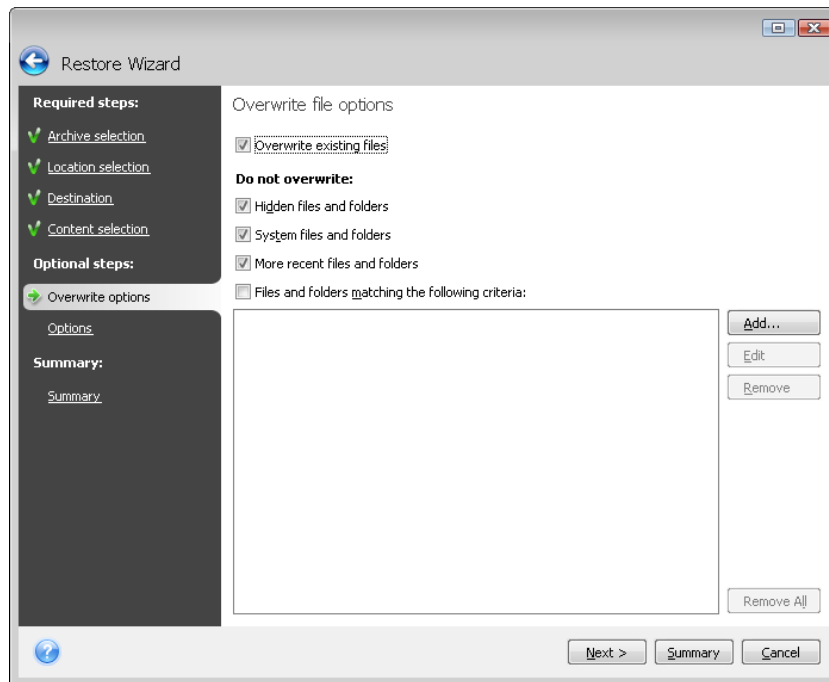 Restore Wizard
Required steps:
Archive selection
Location selection
Destination
Content selection
Optional steps:
Overwrite options
Options
Summary:
Summary
Overwrite file options
Overwrite existing files
Do not overwrite:
Hidden files and folders
System files and folders
More recent files and folders
Files and folders matching the following criteria:
Add...
Edit
Remove
Remove All
Next >
Summary
Cancel